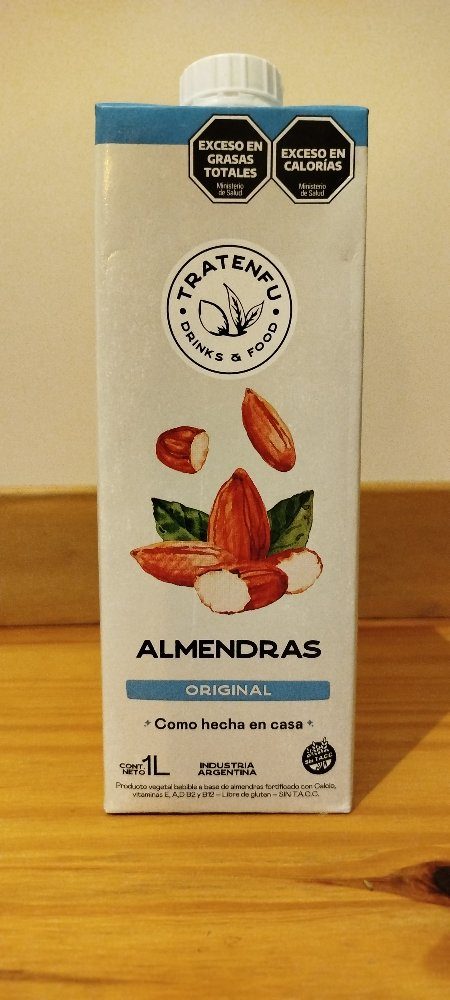 EXCESO EN
GRASAS
TOTALES
Ministerio
de Salud
EXCESO EN
CALORÍAS
Ministerio
de Salud
TRATENFU
DRINKS & FOOD
ALMENDRAS
ORIGINAL
Como hecha en casa
CONT.
NETO 1L
INDUSTRIA
ARGENTINA
SIN T.A.C.C.
Producto vegetal bebible a base de almendras fortificado con Calcio,
vitaminas E, A,D B2 y B12 – Libre de gluten – SIN T.A.C.C.